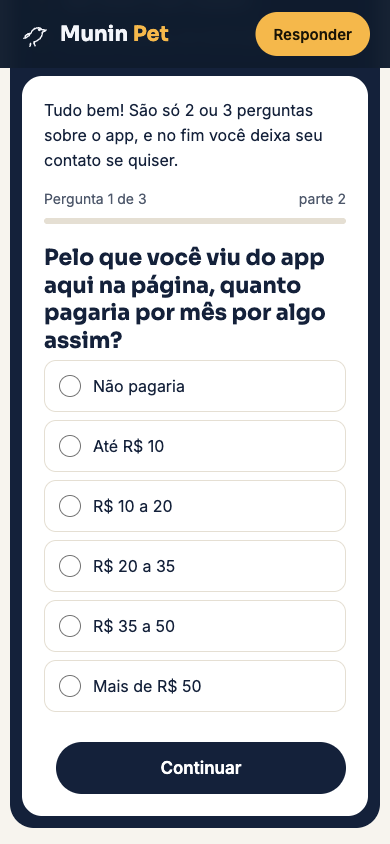 Munin Pet
Responder
Tudo bem! São só 2 ou 3 perguntas
sobre o app, e no fim você deixa seu
contato se quiser.
Pergunta 1 de 3
parte 2
Pelo que você viu do app
aqui na página, quanto
pagaria por mês por algo
assim?
Não pagaria
Até R$ 10
R$ 10 a 20
R$ 20 a 35
R$ 35 a 50
Mais de R$ 50
Continuar